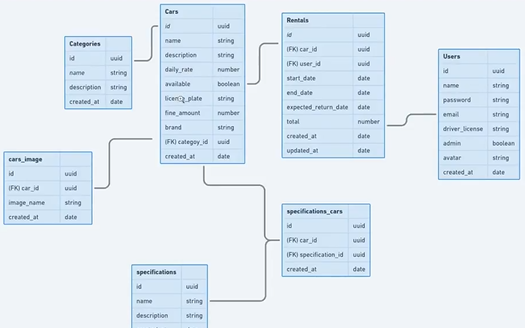 Categories
id uuid
name string
description string
created_at date
Cars
id uuid
name string
description string
daily_rate number
available boolean
string
fine_amount number
brand string
(FK) categoy_id uuid
created_at date
Rentals
id uuid
(FK) car_id uuid
(FK) user_id uuid
start_date date
end_date date
expected_return_date date
total number
created_at date
updated_at date
Users
id uuid
name string
password string
email string
driver_license string
admin boolean
avatar string
created_at date
cars_image
id uuid
(FK) car_id uuid
image_name string
created_at date
specifications_cars
id uuid
(FK) car_id uuid
(FK) specification_id uuid
created_at date
specifications
id uuid
name string
description string